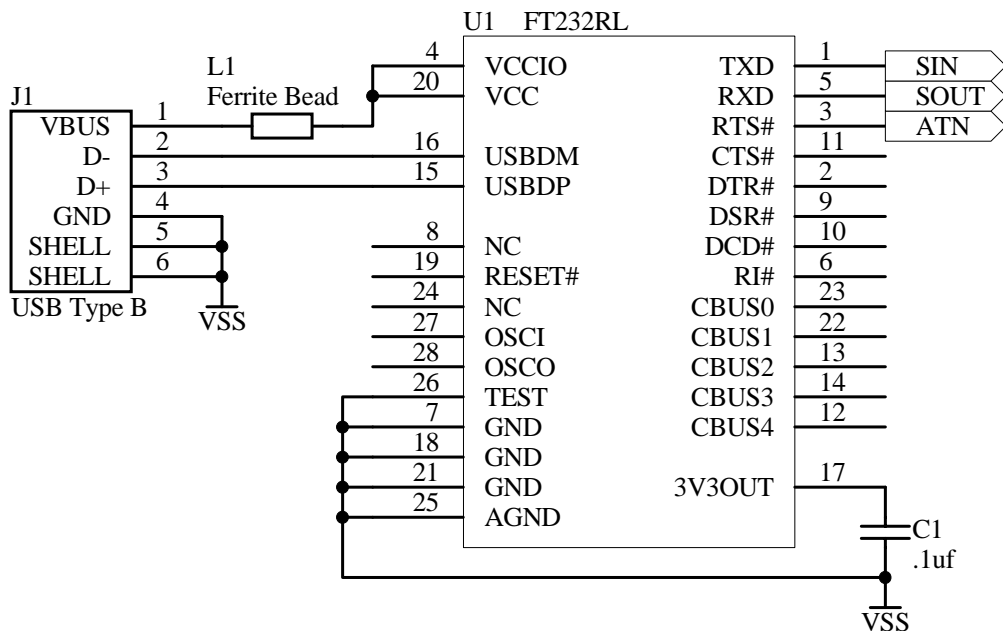 U1 FT232RL
L1
Ferrite Bead
J1
VBUS 1
D- 2
D+ 3
GND 4
SHELL 5
SHELL 6
USB Type B
VSS
4 VCCIO
20 VCC
16 USBDM
15 USBDP
8 NC
19 RESET#
24 NC
27 OSCI
28 OSCO
26 TEST
7 GND
18 GND
21 GND
25 AGND
TXD 1 SIN
RXD 5 SOUT
RTS# 3 ATN
CTS# 11
DTR# 2
DSR# 9
DCD# 10
RI# 6
CBUS0 23
CBUS1 22
CBUS2 13
CBUS3 14
CBUS4 12
3V3OUT 17
C1
.1uf
VSS